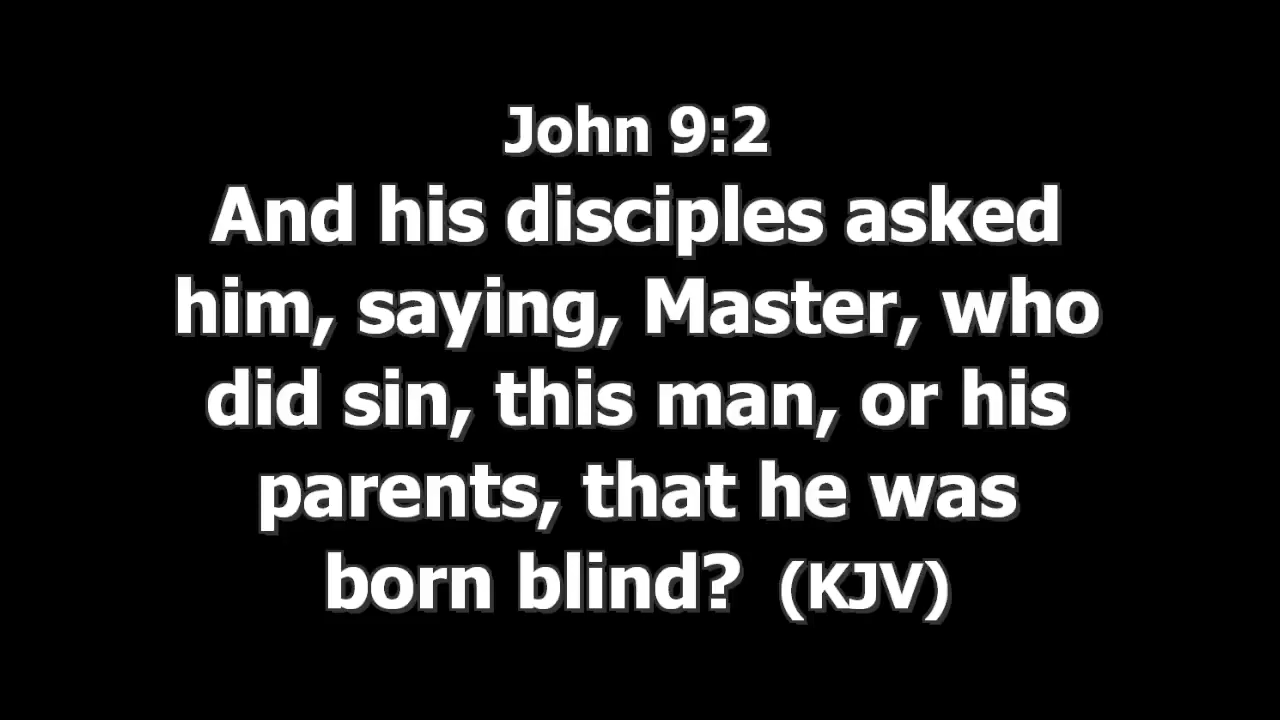 John 9:2
And his disciples asked
him, saying, Master, who
did sin, this man, or his
parents, that he was
born blind? (KJV)